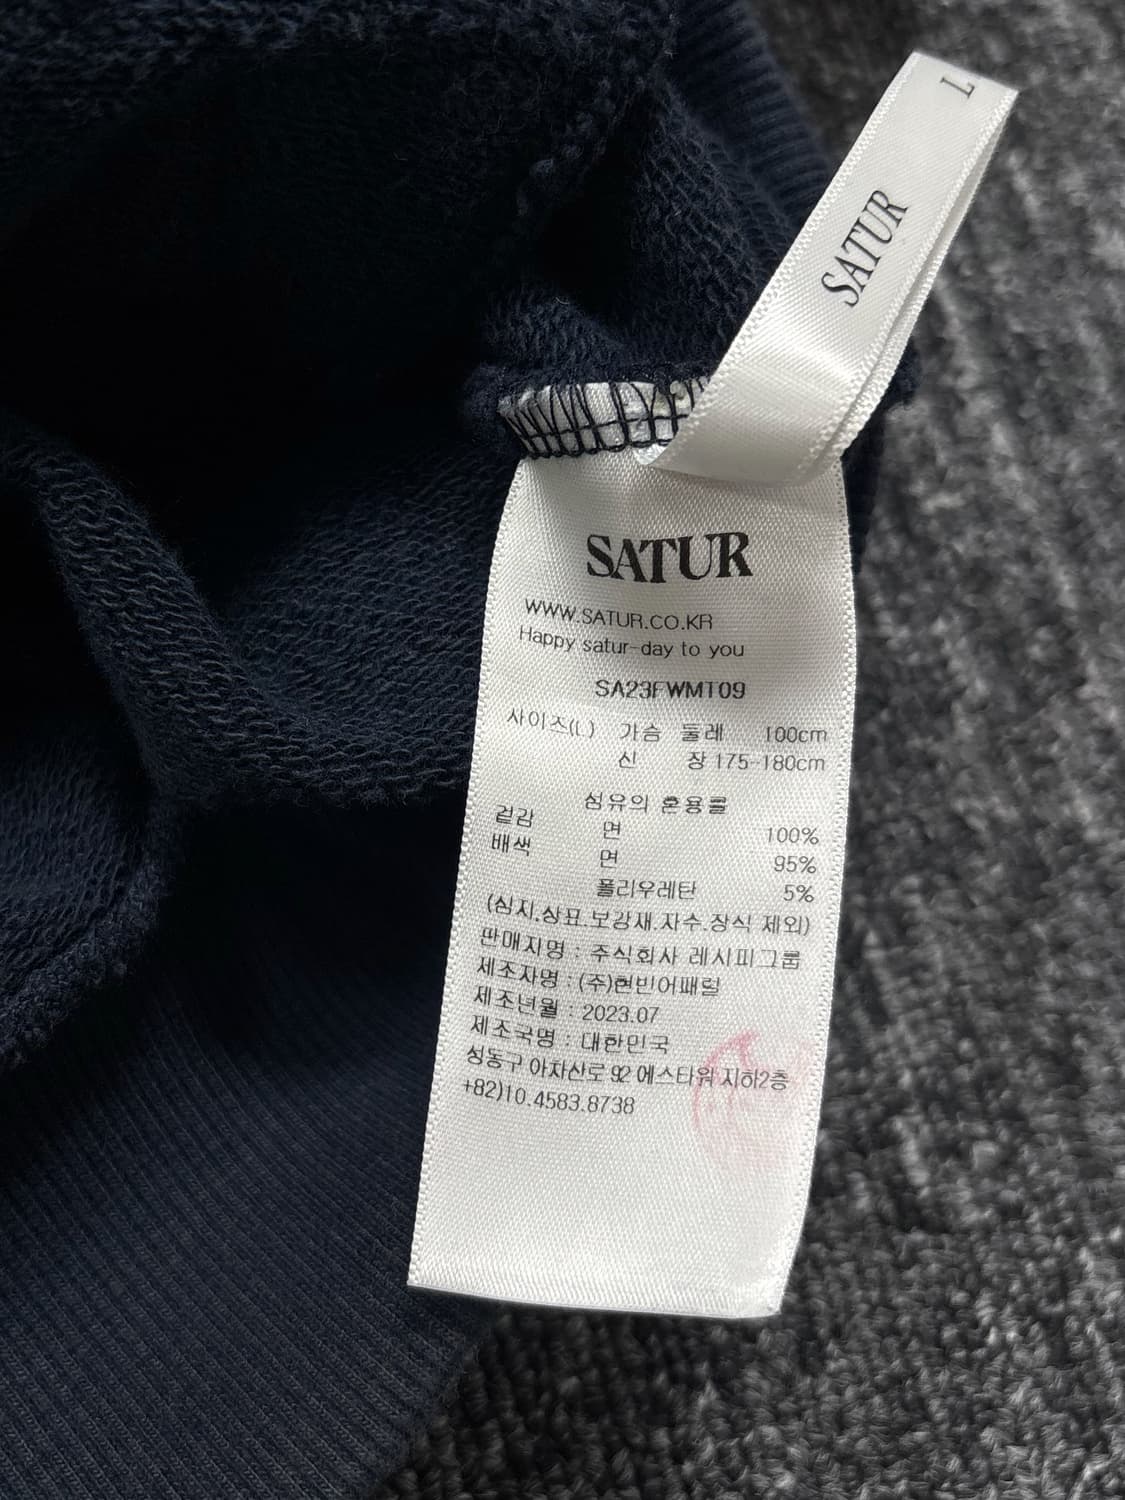 L
SATUR
SATUR
WWW.SATUR.CO.KR
Happy satur-day to you
SA23FWMT09
사이즈(L) 가슴 둘레 100cm
신 장 175-180cm
섬유의 혼용률
겉감 면 100%
배색 면 95%
폴리우레탄 5%
(심지.상표.보강재.자수.장식 제외)
판매자명 : 주식회사 레시피그룹
제조자명 : (주)현빈어패럴
제조년월 : 2023.07
제조국명 : 대한민국
성동구 아차산로 92 에스타워 지하2층
+82)10.4583.8738